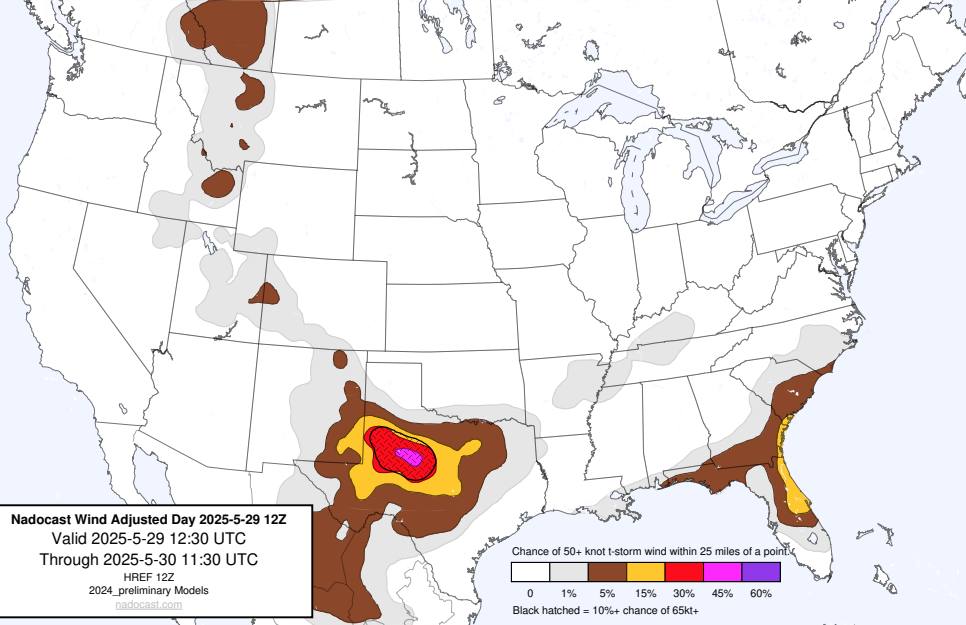 Nadocast Wind Adjusted Day 2025-5-29 12Z
Valid 2025-5-29 12:30 UTC
Through 2025-5-30 11:30 UTC
HREF 12Z
2024_preliminary Models
nadocast.com
Chance of 50+ knot t-storm wind within 25 miles of a point.
0 1% 5% 15% 30% 45% 60%
Black hatched = 10%+ chance of 65kt+